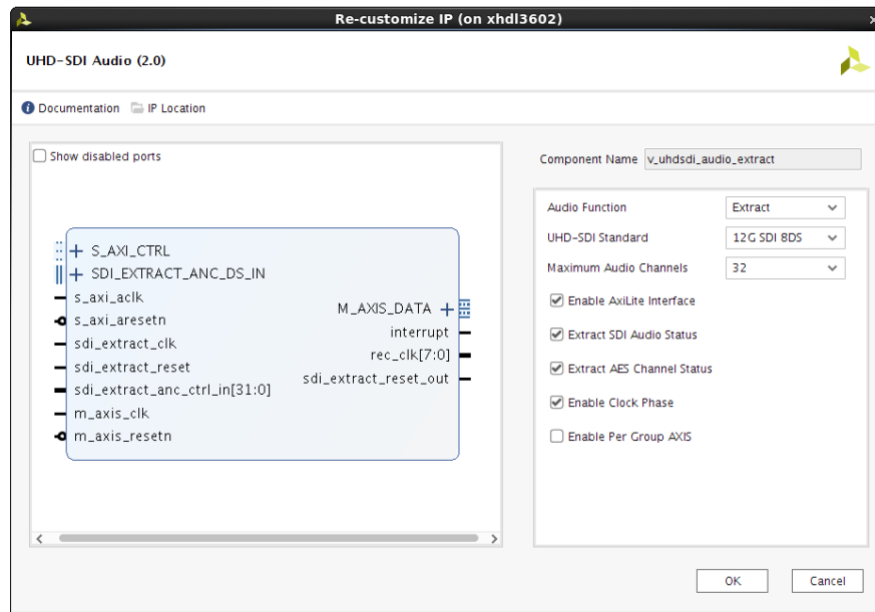 Re-customize IP (on xhdl3602)
UHD-SDI Audio (2.0)
Documentation IP Location
Show disabled ports
S_AXI_CTRL
SDI_EXTRACT_ANC_DS_IN
s_axi_aclk
s_axi_aresetn
sdi_extract_clk
sdi_extract_reset
sdi_extract_anc_ctrl_in[31:0]
m_axis_clk
m_axis_resetn
M_AXIS_DATA
interrupt
rec_clk[7:0]
sdi_extract_reset_out
Component Name v_uhdsdi_audio_extract
Audio Function Extract
UHD-SDI Standard 12G SDI 8DS
Maximum Audio Channels 32
Enable AxiLite Interface
Extract SDI Audio Status
Extract AES Channel Status
Enable Clock Phase
Enable Per Group AXIS
OK Cancel